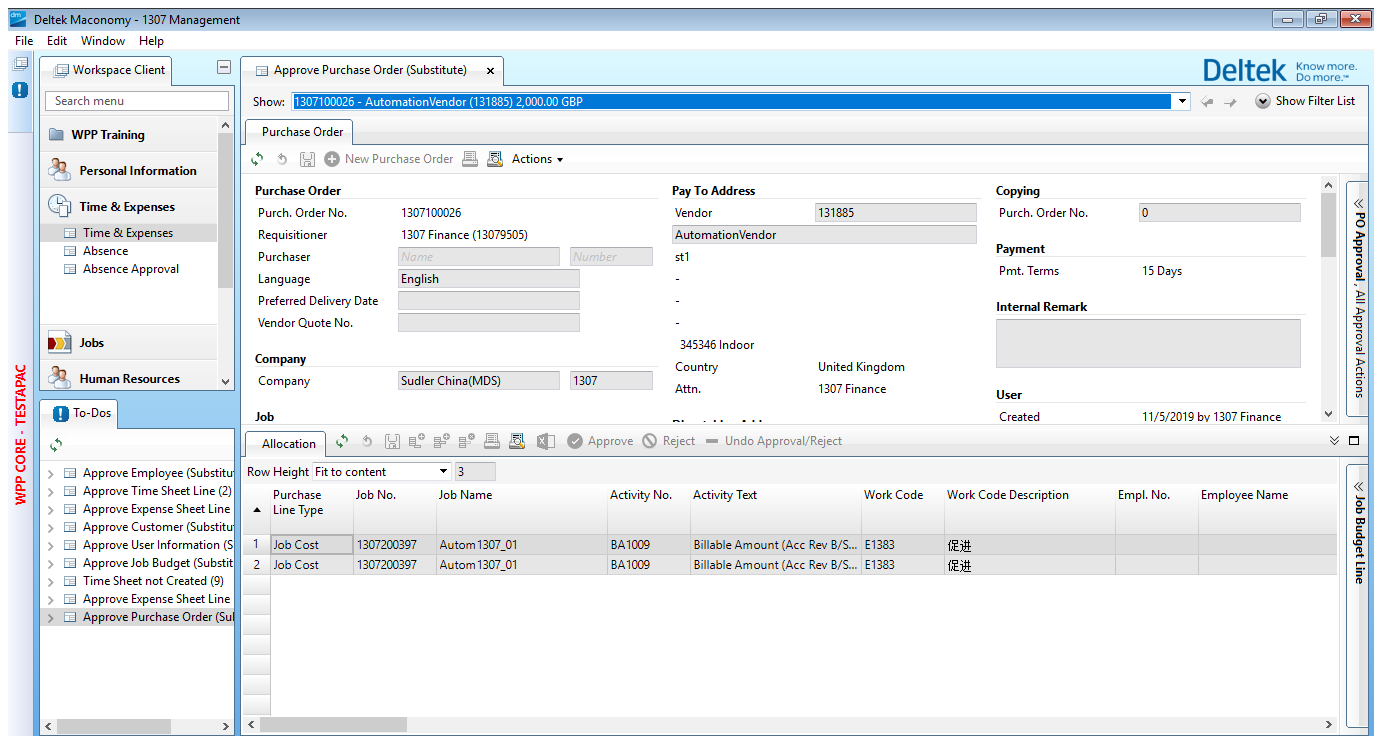 Deltek Maconomy - 1307 Management
File Edit Window Help
Workspace Client
Search menu
WPP Training
Personal Information
Time & Expenses
Time & Expenses
Absence
Absence Approval
Jobs
Human Resources
WPP CORE - TESTAPAC
To-Dos
Approve Employee (Substitu
Approve Time Sheet Line (2)
Approve Expense Sheet Line
Approve Customer (Substitu
Approve User Information (S
Approve Job Budget (Substit
Time Sheet not Created (9)
Approve Expense Sheet Line
Approve Purchase Order (Sul
Approve Purchase Order (Substitute)
Deltek Know more. Do more.™
Show: 1307100026 - AutomationVendor (131885) 2,000.00 GBP Show Filter List
Purchase Order
New Purchase Order Actions
Purchase Order
Purch. Order No. 1307100026
Requisitioner 1307 Finance (13079505)
Purchaser Name Number
Language English
Preferred Delivery Date
Vendor Quote No.
Company
Company Sudler China(MDS) 1307
Job
Pay To Address
Vendor 131885
AutomationVendor
st1
-
-
-
345346 Indoor
Country United Kingdom
Attn. 1307 Finance
Copying
Purch. Order No. 0
Payment
Pmt. Terms 15 Days
Internal Remark
User
Created 11/5/2019 by 1307 Finance
PO Approval , All Approval Actions
Allocation Approve Reject Undo Approval/Reject
Row Height Fit to content 3
Purchase Line Type Job No. Job Name Activity No. Activity Text Work Code Work Code Description Empl. No. Employee Name
1 Job Cost 1307200397 Autom1307_01 BA1009 Billable Amount (Acc Rev B/S... E1383 促进
2 Job Cost 1307200397 Autom1307_01 BA1009 Billable Amount (Acc Rev B/S... E1383 促进
Job Budget Line